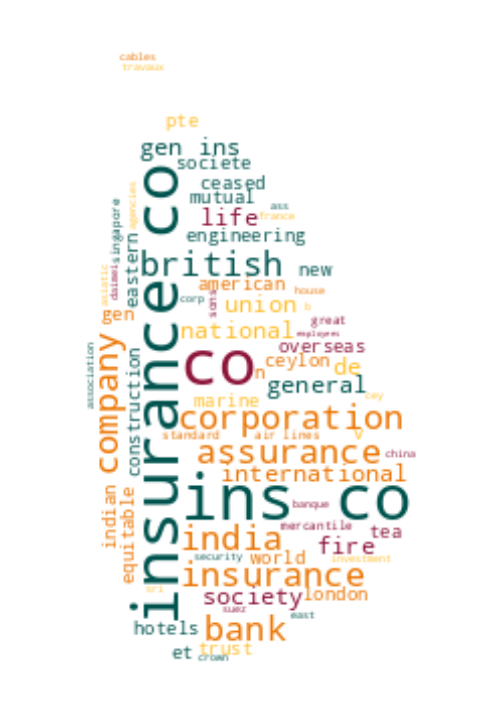 cables
travaux
pte
gen ins
societe
ceased
mutual
ass
life
france
engineering
singapore
agencies
eastern
insurance co
british
new
asiatic
daimei
american
house
corp
sons
union
b
gen
national
great
employees
overseas
co
n
ceylon
de
general
cey
association
company
construction
marine
corporation
standard
air lines
v
assurance
china
international
ins co
banque
indian
equitable
mercantile
india
tea
fire
security
world
investment
insurance
sri
society
london
suez
east
hotels
bank
et
trust
crown